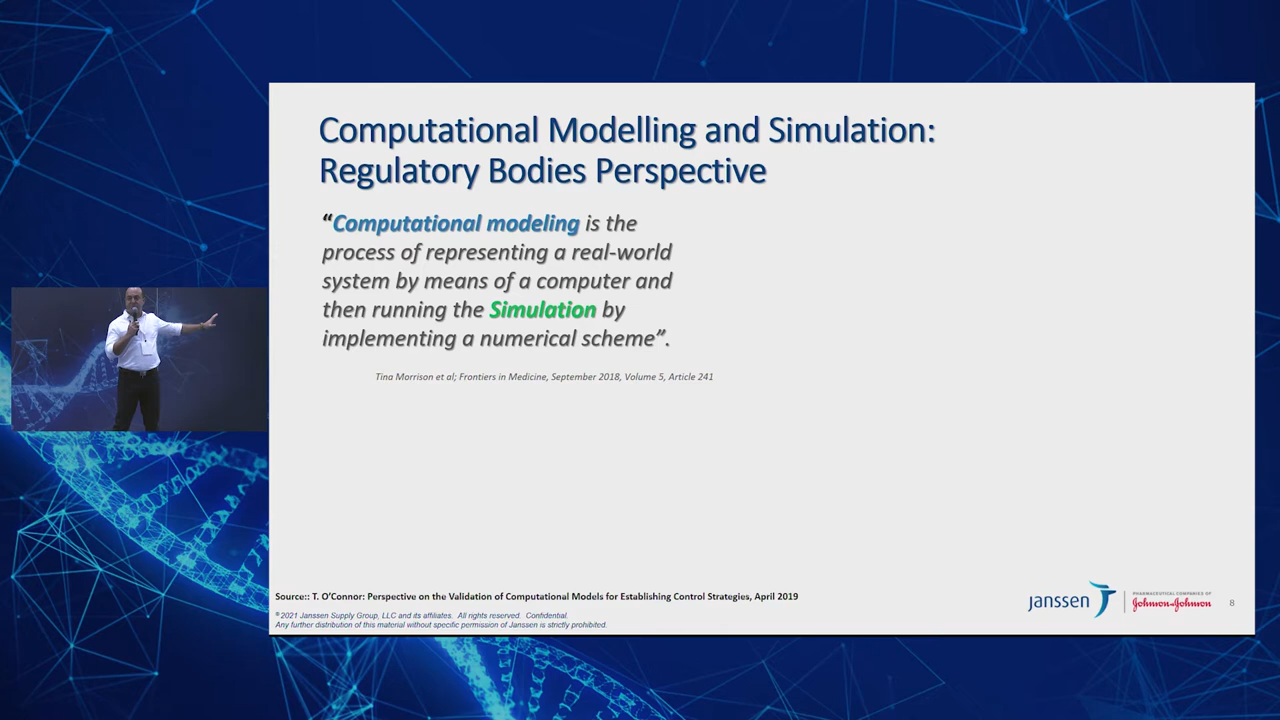 Computational Modelling and Simulation:
Regulatory Bodies Perspective
“Computational modeling is the
process of representing a real-world
system by means of a computer and
then running the Simulation by
implementing a numerical scheme”.
Tina Morrison et al; Frontiers in Medicine, September 2018, Volume 5, Article 241
Source:: T. O’Connor: Perspective on the Validation of Computational Models for Establishing Control Strategies, April 2019
© 2021 Janssen Supply Group, LLC and its affiliates. All rights reserved. Confidential.
Any further distribution of this material without specific permission of Janssen is strictly prohibited.
janssen
PHARMACEUTICAL COMPANIES OF
Johnson & Johnson
8